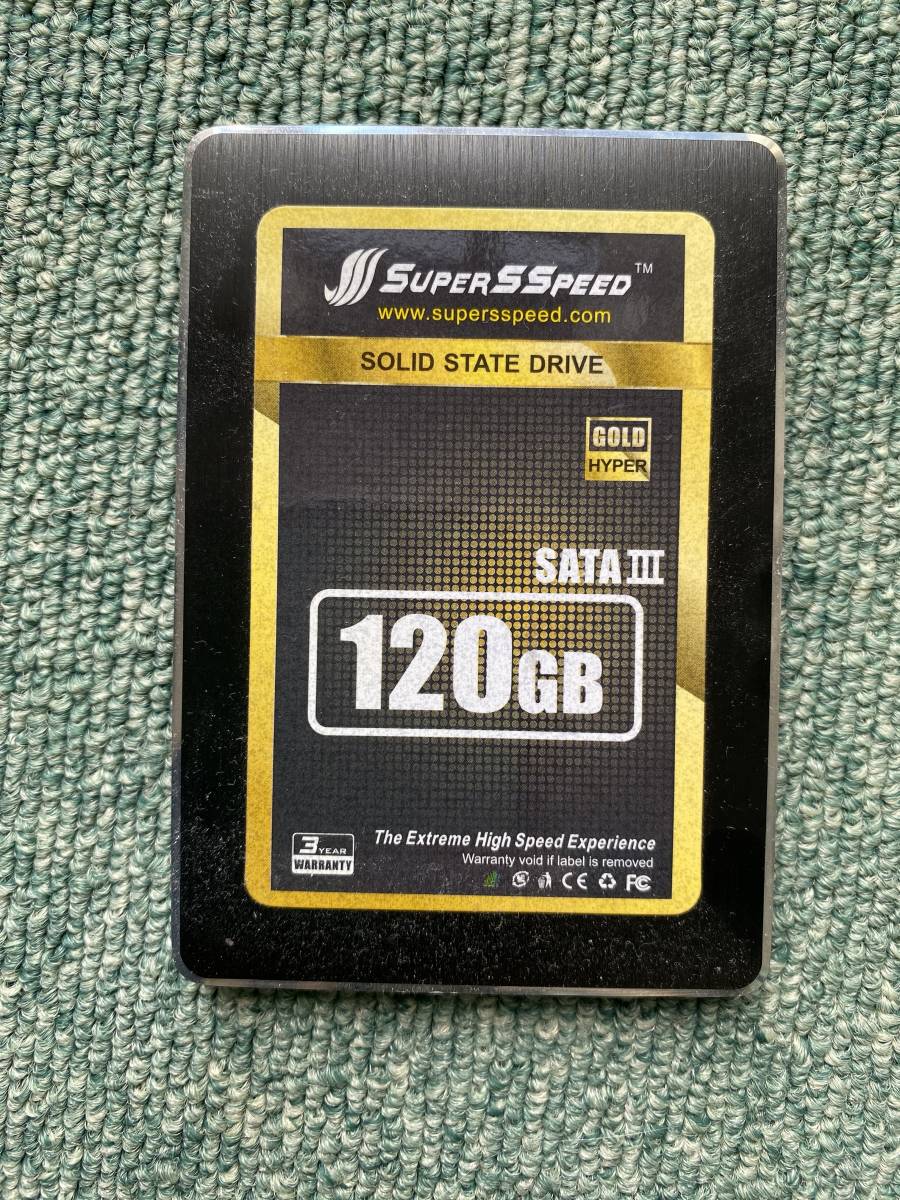 SUPERSSPEED™
www.supersspeed.com
SOLID STATE DRIVE
GOLD
HYPER
SATA III
120GB
3 YEAR
WARRANTY
The Extreme High Speed Experience
Warranty void if label is removed
CE FC